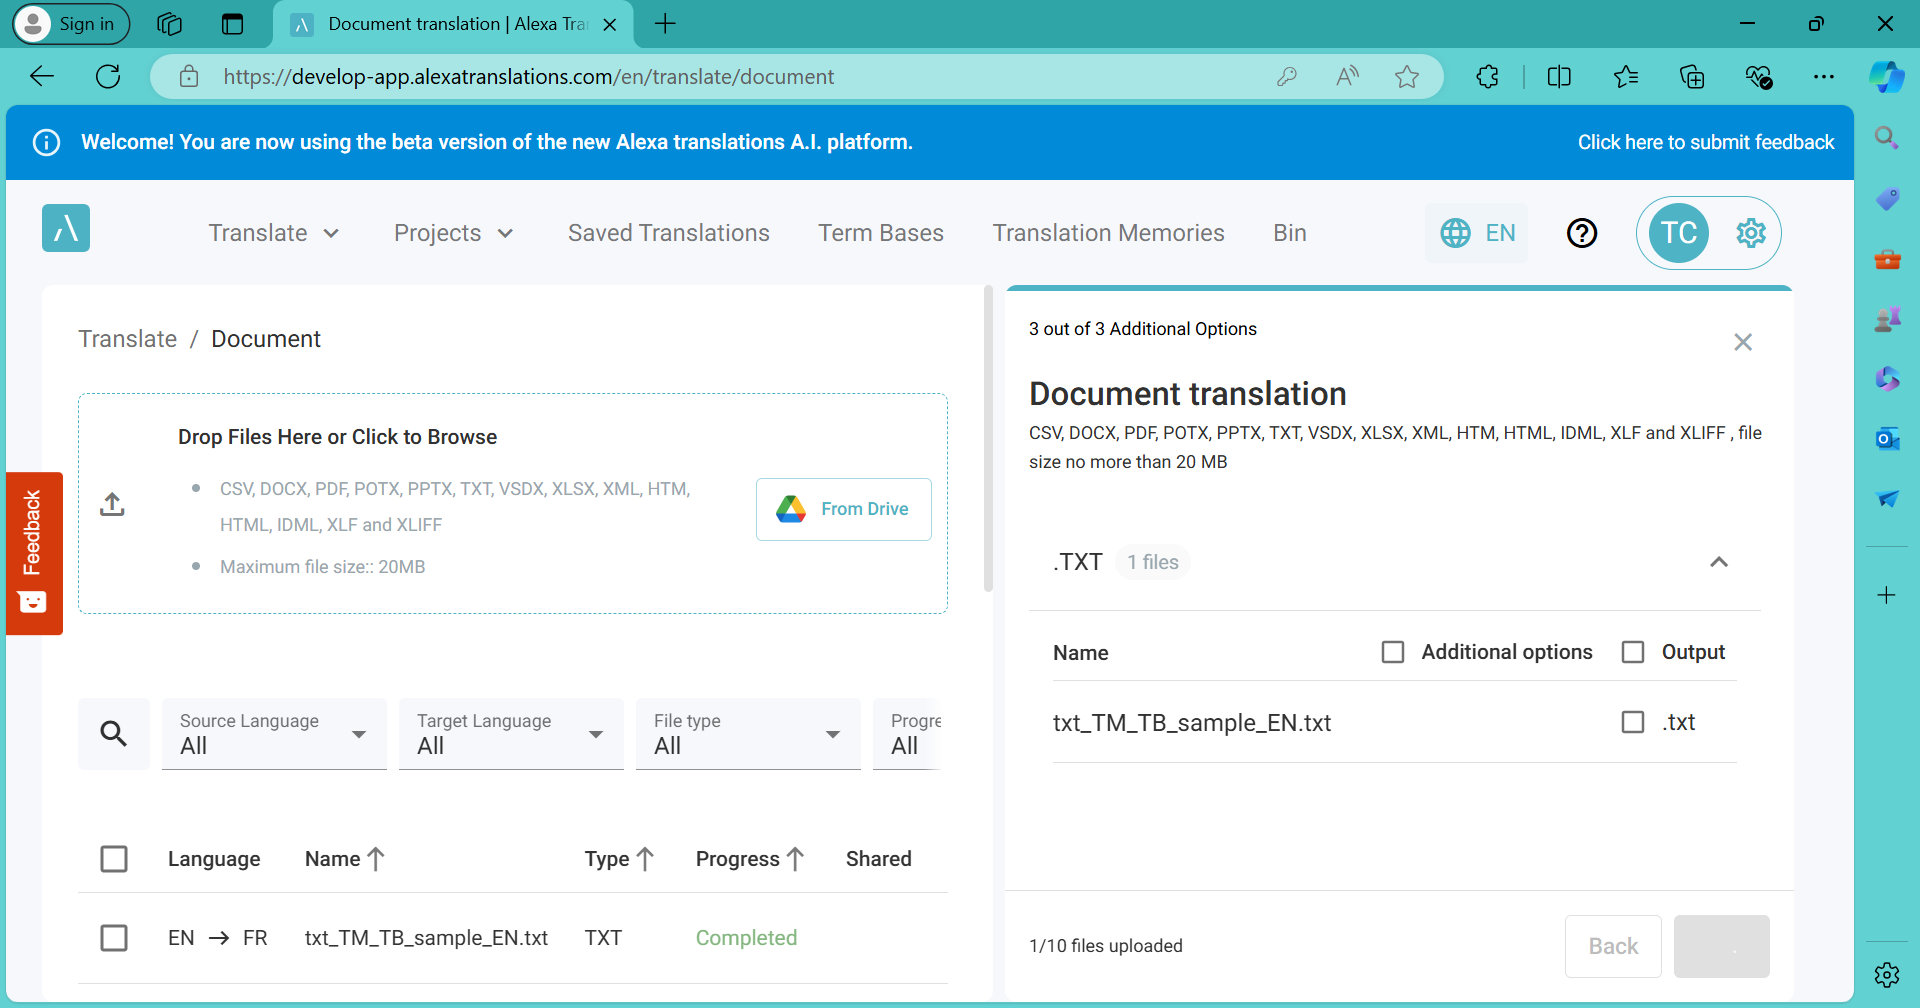 Sign in
Document translation | Alexa Tra
https://develop-app.alexatranslations.com/en/translate/document
Welcome! You are now using the beta version of the new Alexa translations A.I. platform.
Click here to submit feedback
Translate
Projects
Saved Translations
Term Bases
Translation Memories
Bin
EN
TC
Translate / Document
Drop Files Here or Click to Browse
CSV, DOCX, PDF, POTX, PPTX, TXT, VSDX, XLSX, XML, HTM,
HTML, IDML, XLF and XLIFF
Maximum file size:: 20MB
From Drive
Feedback
Source Language
All
Target Language
All
File type
All
Progre
All
Language Name Type Progress Shared
EN → FR txt_TM_TB_sample_EN.txt TXT Completed
3 out of 3 Additional Options
Document translation
CSV, DOCX, PDF, POTX, PPTX, TXT, VSDX, XLSX, XML, HTM, HTML, IDML, XLF and XLIFF , file
size no more than 20 MB
.TXT 1 files
Name Additional options Output
txt_TM_TB_sample_EN.txt .txt
1/10 files uploaded
Back